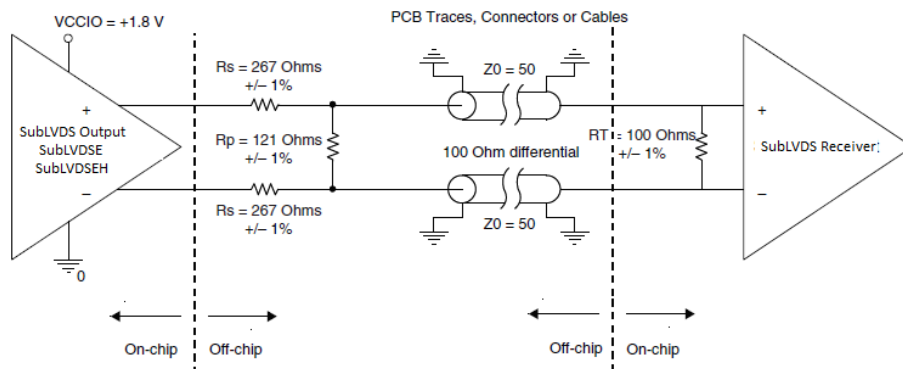 PCB Traces, Connectors or Cables
VCCIO = +1.8 V
Rs = 267 Ohms
+/– 1%
Z0 = 50
+
SubLVDS Output
SubLVDSE
SubLVDSEH
–
Rp = 121 Ohms
+/– 1%
100 Ohm differential
RT = 100 Ohms
+/– 1%
+
SubLVDS Receiver
–
Rs = 267 Ohms
+/– 1%
Z0 = 50
0
On-chip
Off-chip
Off-chip
On-chip